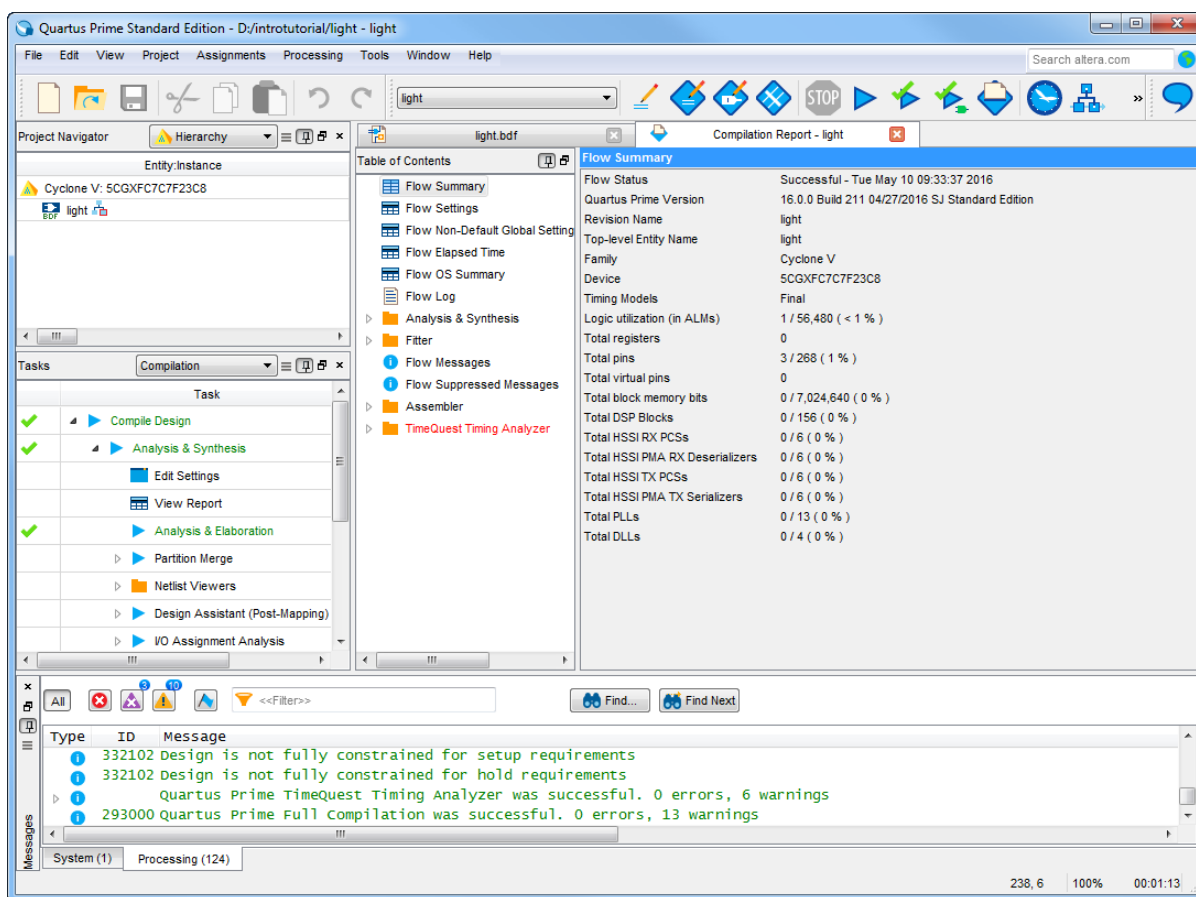 Quartus Prime Standard Edition - D:/introtutorial/light - light
File Edit View Project Assignments Processing Tools Window Help
Search altera.com
light
STOP
»
Project Navigator
Hierarchy
light.bdf
Compilation Report - light
Entity:Instance
Cyclone V: 5CGXFC7C7F23C8
BDF light
Table of Contents
Flow Summary
Flow Settings
Flow Non-Default Global Setting
Flow Elapsed Time
Flow OS Summary
Flow Log
Analysis & Synthesis
Fitter
Flow Messages
Flow Suppressed Messages
Assembler
TimeQuest Timing Analyzer
Flow Summary
Flow Status Successful - Tue May 10 09:33:37 2016
Quartus Prime Version 16.0.0 Build 211 04/27/2016 SJ Standard Edition
Revision Name light
Top-level Entity Name light
Family Cyclone V
Device 5CGXFC7C7F23C8
Timing Models Final
Logic utilization (in ALMs) 1 / 56,480 ( < 1 % )
Total registers 0
Total pins 3 / 268 ( 1 % )
Total virtual pins 0
Total block memory bits 0 / 7,024,640 ( 0 % )
Total DSP Blocks 0 / 156 ( 0 % )
Total HSSI RX PCSs 0 / 6 ( 0 % )
Total HSSI PMA RX Deserializers 0 / 6 ( 0 % )
Total HSSI TX PCSs 0 / 6 ( 0 % )
Total HSSI PMA TX Serializers 0 / 6 ( 0 % )
Total PLLs 0 / 13 ( 0 % )
Total DLLs 0 / 4 ( 0 % )
Tasks
Compilation
Task
Compile Design
Analysis & Synthesis
Edit Settings
View Report
Analysis & Elaboration
Partition Merge
Netlist Viewers
Design Assistant (Post-Mapping)
I/O Assignment Analysis
All 3 10 <<Filter>> Find... Find Next
Type ID Message
332102 Design is not fully constrained for setup requirements
332102 Design is not fully constrained for hold requirements
Quartus Prime TimeQuest Timing Analyzer was successful. 0 errors, 6 warnings
293000 Quartus Prime Full Compilation was successful. 0 errors, 13 warnings
Messages
System (1) Processing (124)
238, 6 100% 00:01:13